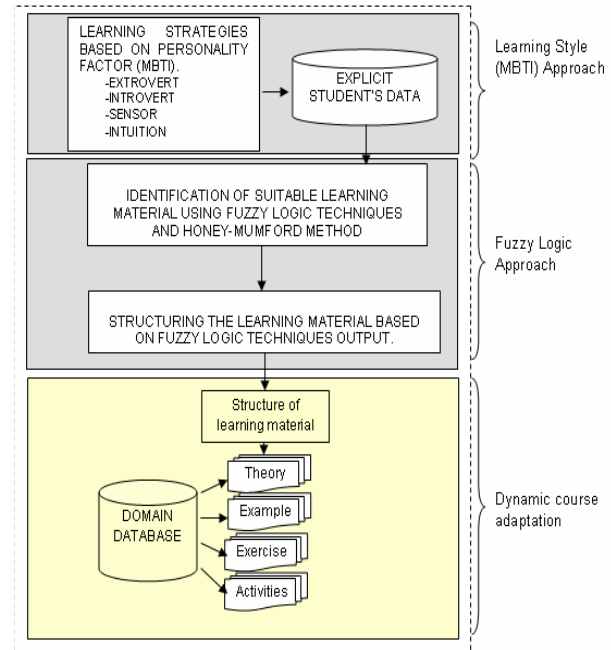 LEARNING STRATEGIES
BASED ON PERSONALITY
FACTOR (MBTI).
-EXTROVERT
-INTROVERT
-SENSOR
-INTUITION
EXPLICIT
STUDENT'S DATA
Learning Style
(MBTI) Approach
IDENTIFICATION OF SUITABLE LEARNING
MATERIAL USING FUZZY LOGIC TECHNIQUES
AND HONEY-MUMFORD METHOD
Fuzzy Logic
Approach
STRUCTURING THE LEARNING MATERIAL BASED
ON FUZZY LOGIC TECHNIQUES OUTPUT.
Structure of
learning material
Theory
Example
Exercise
Activities
DOMAIN
DATABASE
Dynamic course
adaptation